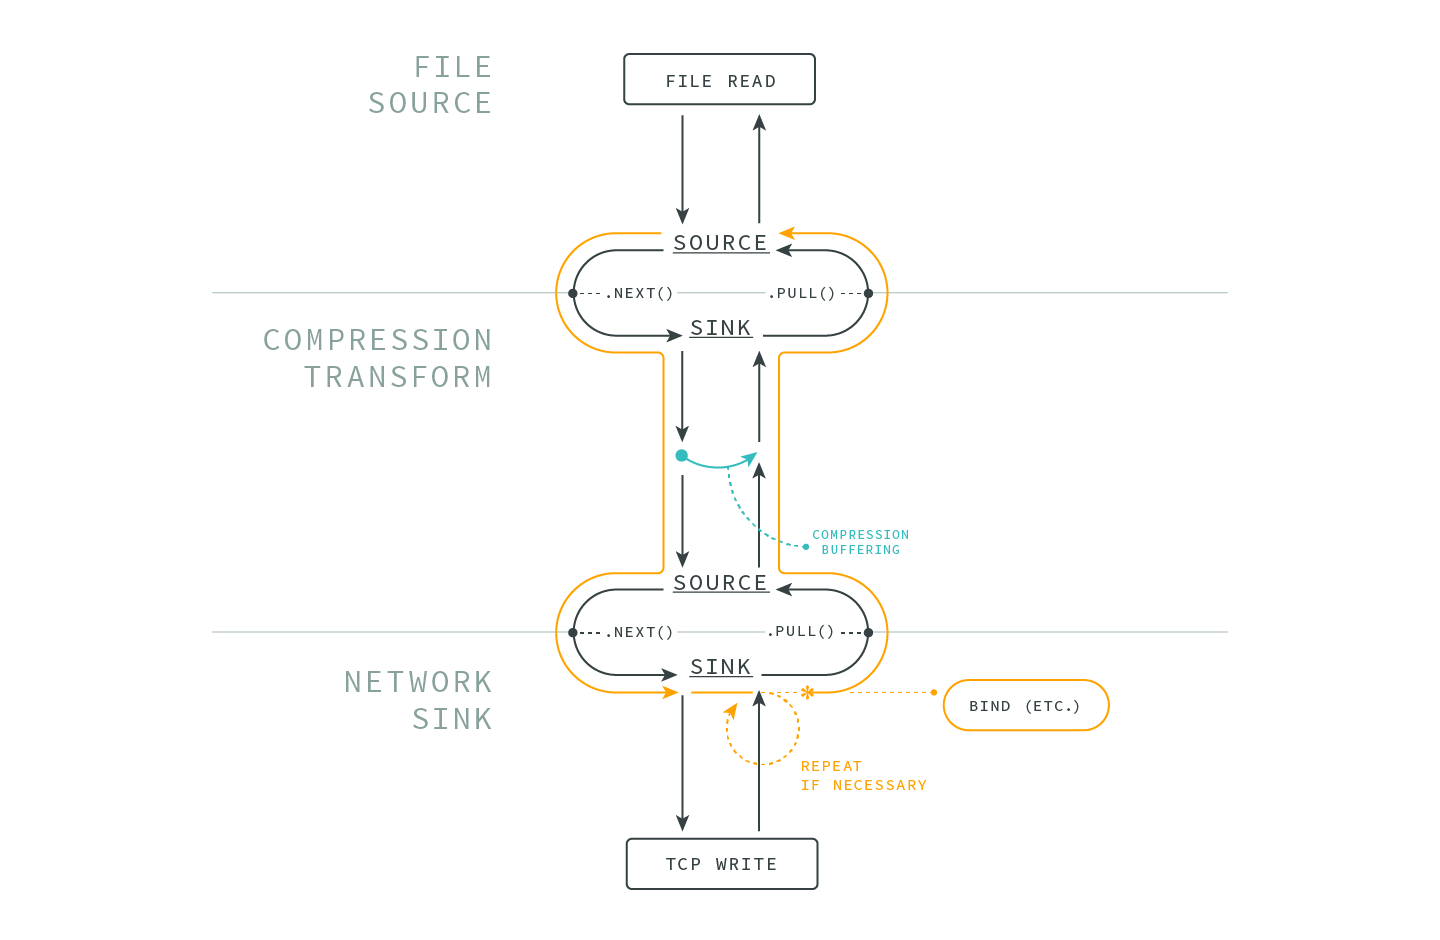 FILE
SOURCE
FILE READ
SOURCE
.NEXT()
.PULL()
SINK
COMPRESSION
TRANSFORM
COMPRESSION
BUFFERING
SOURCE
.NEXT()
.PULL()
SINK
NETWORK
SINK
*
BIND (ETC.)
REPEAT
IF NECESSARY
TCP WRITE